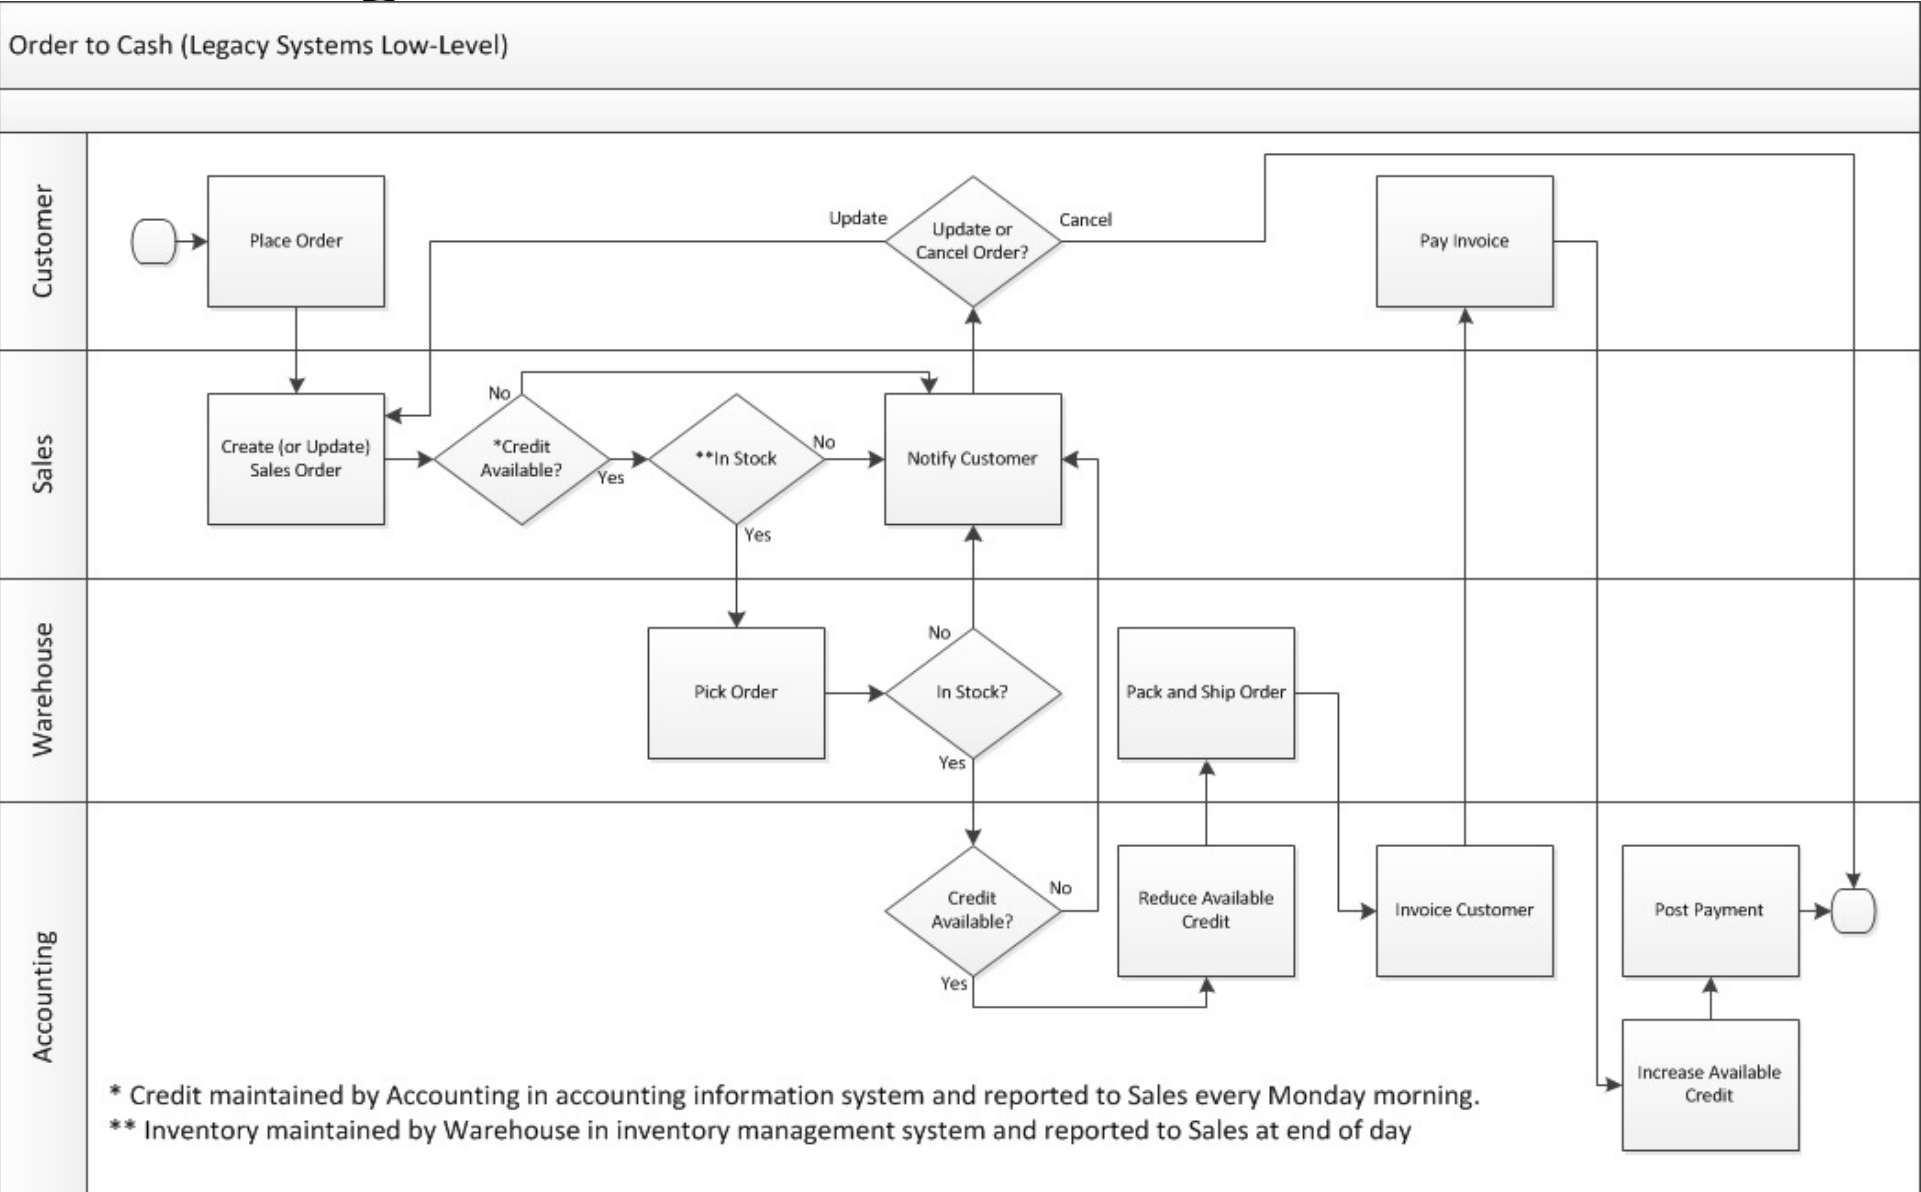 Order to Cash (Legacy Systems Low-Level)
Customer
Place Order
Update
Update or
Cancel Order?
Cancel
Pay Invoice
Sales
Create (or Update)
Sales Order
No
*Credit
Available?
Yes
**In Stock
No
Yes
Notify Customer
Warehouse
Pick Order
No
In Stock?
Yes
Pack and Ship Order
Accounting
Credit
Available?
No
Yes
Reduce Available
Credit
Invoice Customer
Post Payment
Increase Available
Credit
* Credit maintained by Accounting in accounting information system and reported to Sales every Monday morning.
** Inventory maintained by Warehouse in inventory management system and reported to Sales at end of day